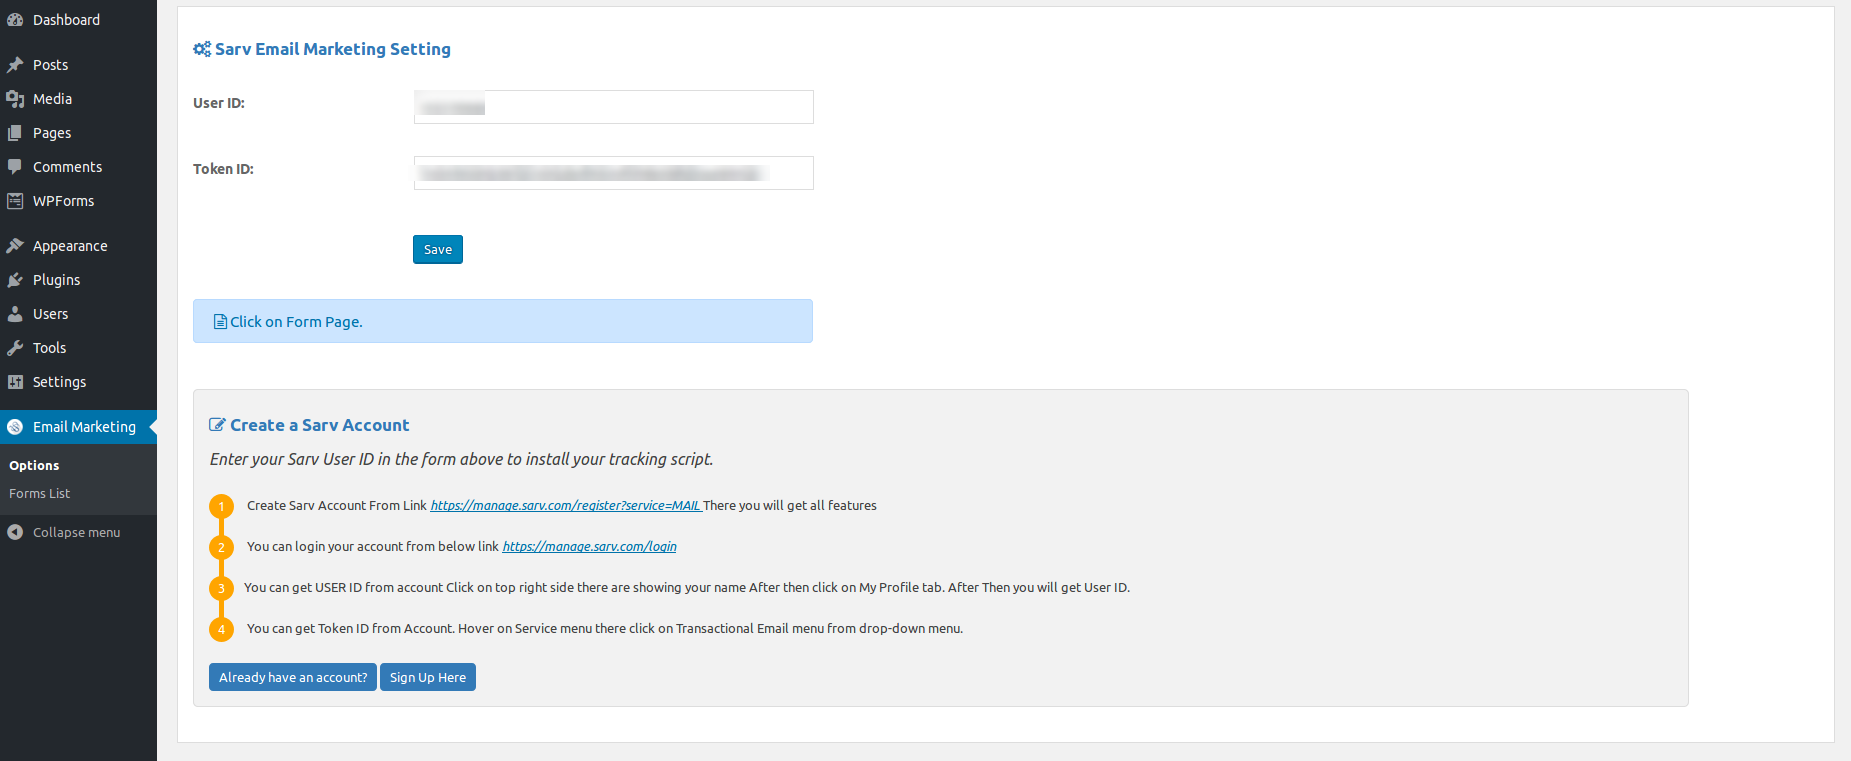 Dashboard
Posts
Media
Pages
Comments
WPForms
Appearance
Plugins
Users
Tools
Settings
Email Marketing
Options
Forms List
Collapse menu
Sarv Email Marketing Setting
User ID:
Token ID:
Save
Click on Form Page.
Create a Sarv Account
Enter your Sarv User ID in the form above to install your tracking script.
1 Create Sarv Account From Link https://manage.sarv.com/register?service=MAIL There you will get all features
2 You can login your account from below link https://manage.sarv.com/login
3 You can get USER ID from account Click on top right side there are showing your name After then click on My Profile tab. After Then you will get User ID.
4 You can get Token ID from Account. Hover on Service menu there click on Transactional Email menu from drop-down menu.
Already have an account? Sign Up Here